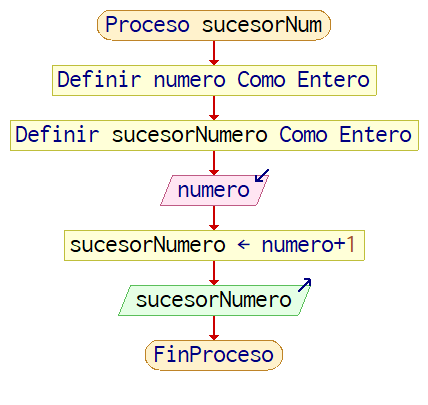 Proceso sucesorNum
Definir numero Como Entero
Definir sucesorNumero Como Entero
numero
sucesorNumero ← numero+1
sucesorNumero
FinProceso